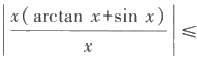 | x(arctan x+sin x) / x | ≤